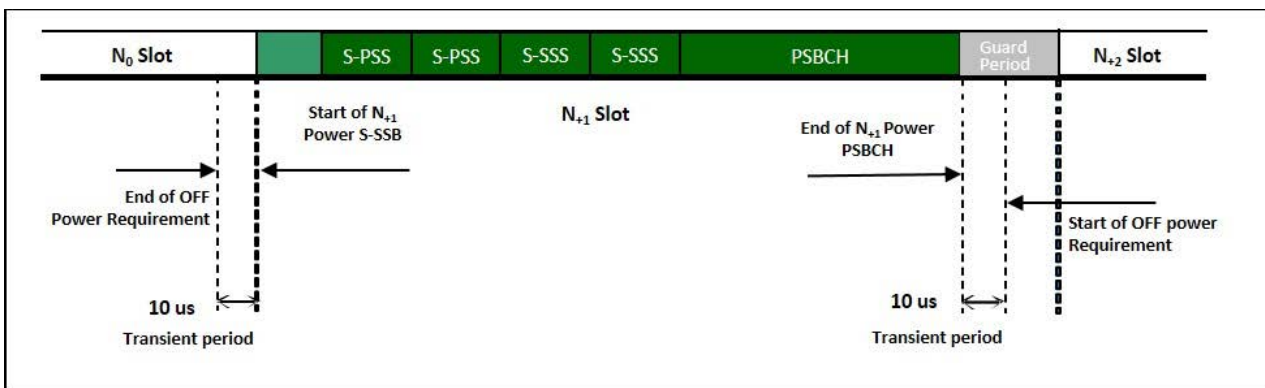 N0 Slot
S-PSS
S-PSS
S-SSS
S-SSS
PSBCH
Guard
Period
N+2 Slot
Start of N+1
Power S-SSB
N+1 Slot
End of N+1 Power
PSBCH
End of OFF
Power Requirement
Start of OFF power
Requirement
10 us
Transient period
10 us
Transient period